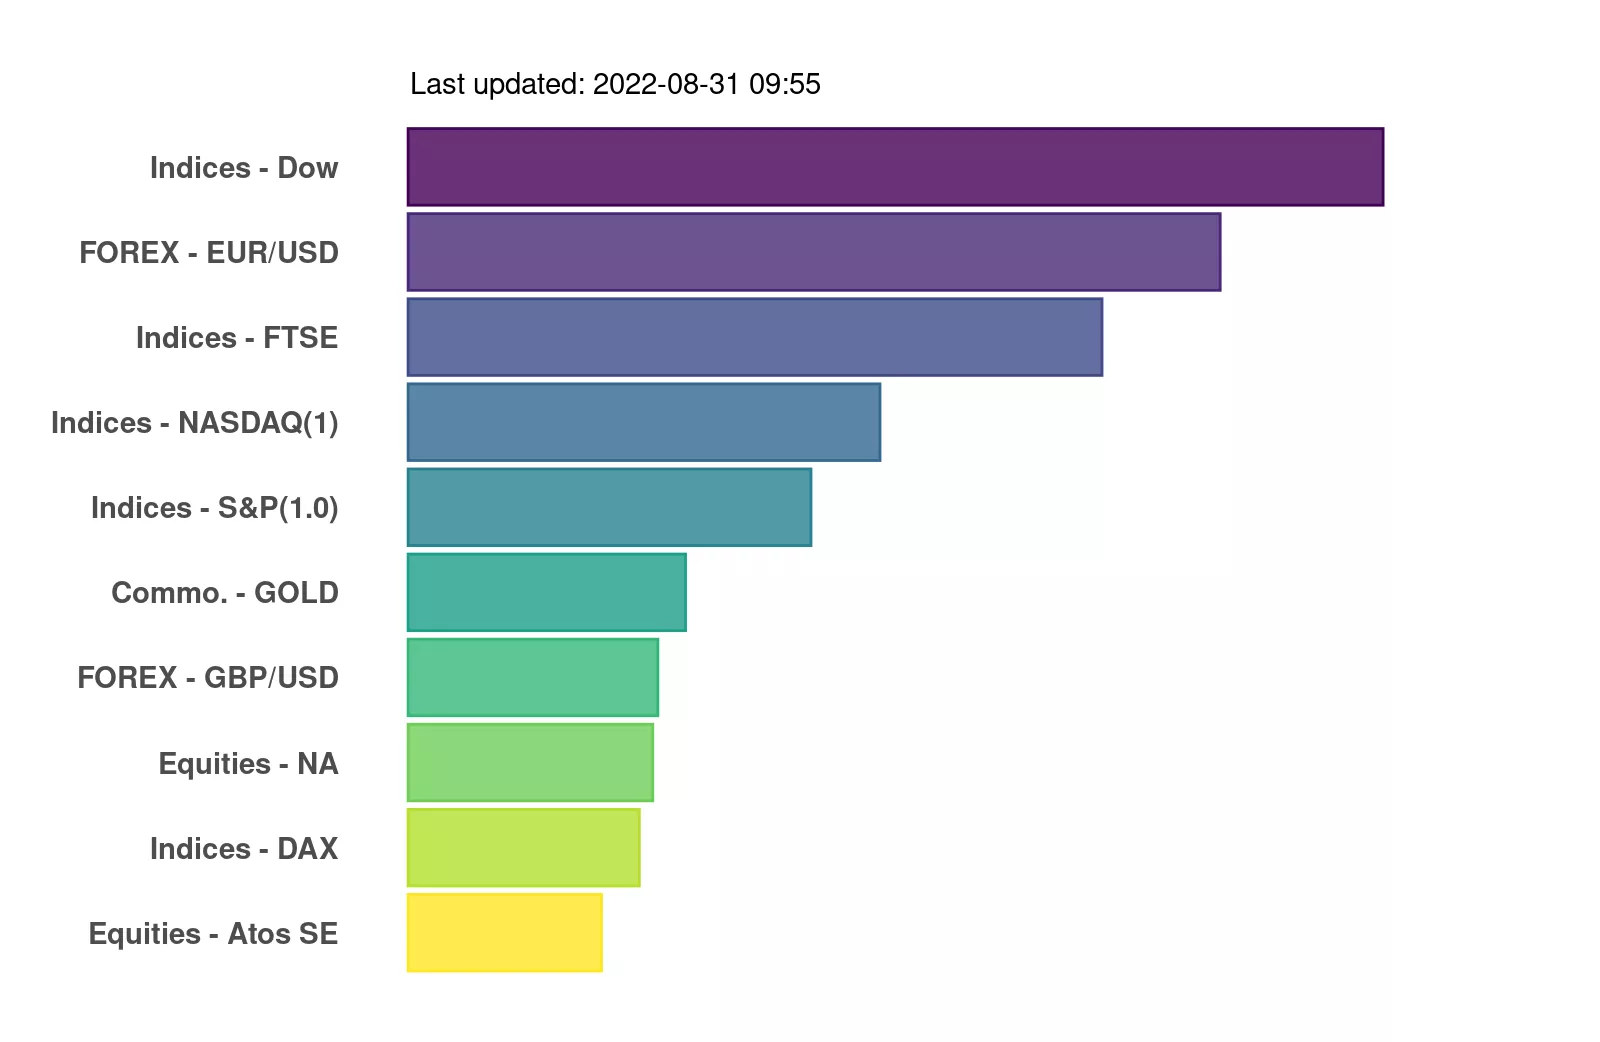 Last updated: 2022-08-31 09:55
Indices - Dow
FOREX - EUR/USD
Indices - FTSE
Indices - NASDAQ(1)
Indices - S&P(1.0)
Commo. - GOLD
FOREX - GBP/USD
Equities - NA
Indices - DAX
Equities - Atos SE